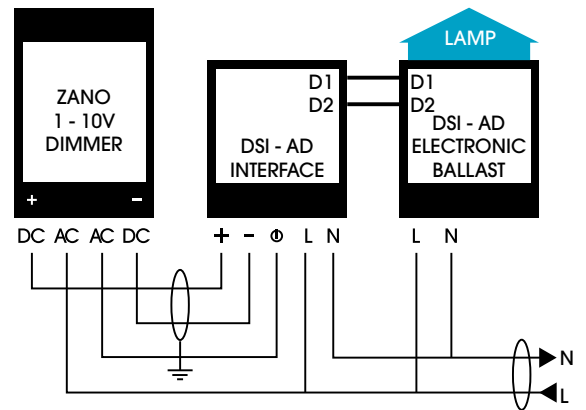 LAMP
ZANO
1 - 10V
DIMMER
D1
D2
DSI - AD
INTERFACE
D1
D2
DSI - AD
ELECTRONIC
BALLAST
+ -
DC AC AC DC
+ - ⏼ L N
L N
N
L